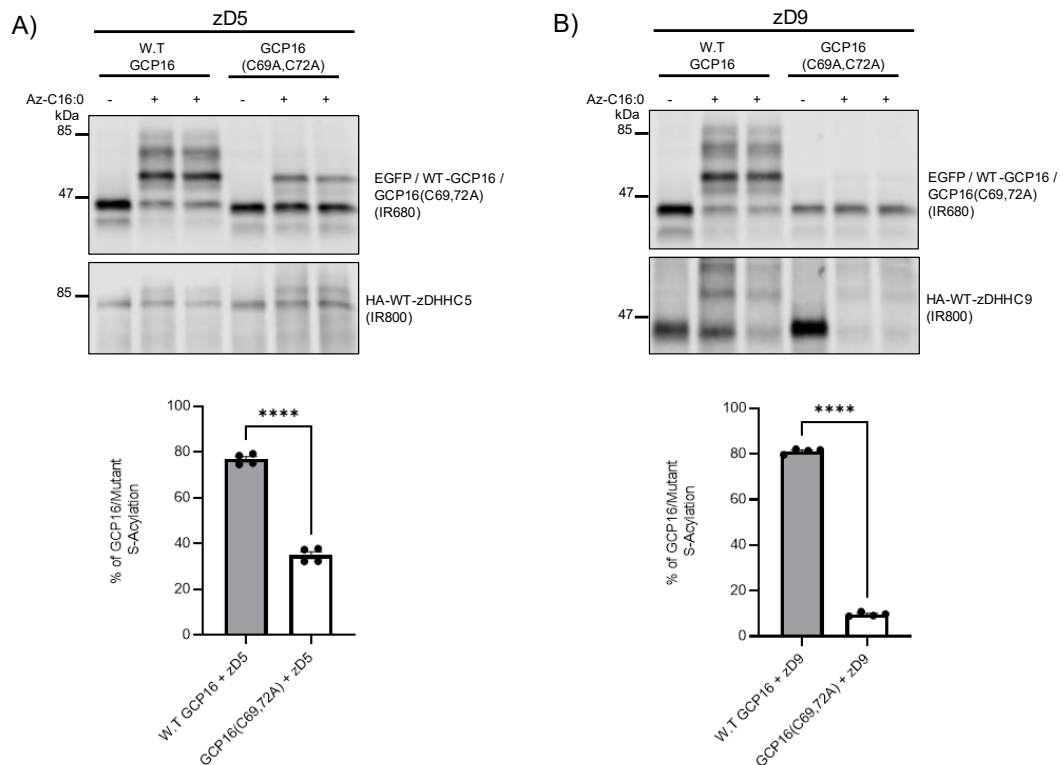 A)
zD5
W.T
GCP16
GCP16
(C69A,C72A)
Az-C16:0
- + + - + +
kDa
85
47
EGFP / WT-GCP16 /
GCP16(C69,72A)
(IR680)
85
HA-WT-zDHHC5
(IR800)
% of GCP16/Mutant
S-Acylation
100
80
60
40
20
0
****
W.T GCP16 + zD5
GCP16(C69,72A) + zD5
B)
zD9
W.T
GCP16
GCP16
(C69A,C72A)
Az-C16:0
- + + - + +
kDa
85
47
EGFP / WT-GCP16 /
GCP16(C69,72A)
(IR680)
47
HA-WT-zDHHC9
(IR800)
% of GCP16/Mutant
S-Acylation
100
80
60
40
20
0
****
W.T GCP16 + zD9
GCP16(C69,72A) + zD9